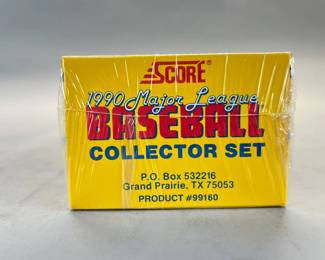 SCORE®
1990 Major League
BASEBALL
COLLECTOR SET
P.O. Box 532216
Grand Prairie, TX 75053
PRODUCT #99160